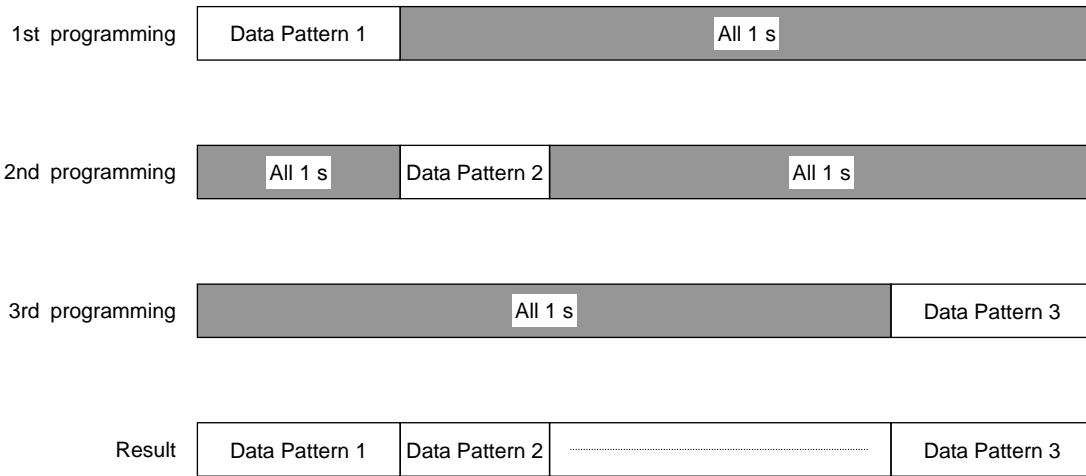 1st programming Data Pattern 1 All 1 s
2nd programming All 1 s Data Pattern 2 All 1 s
3rd programming All 1 s Data Pattern 3
Result Data Pattern 1 Data Pattern 2 Data Pattern 3